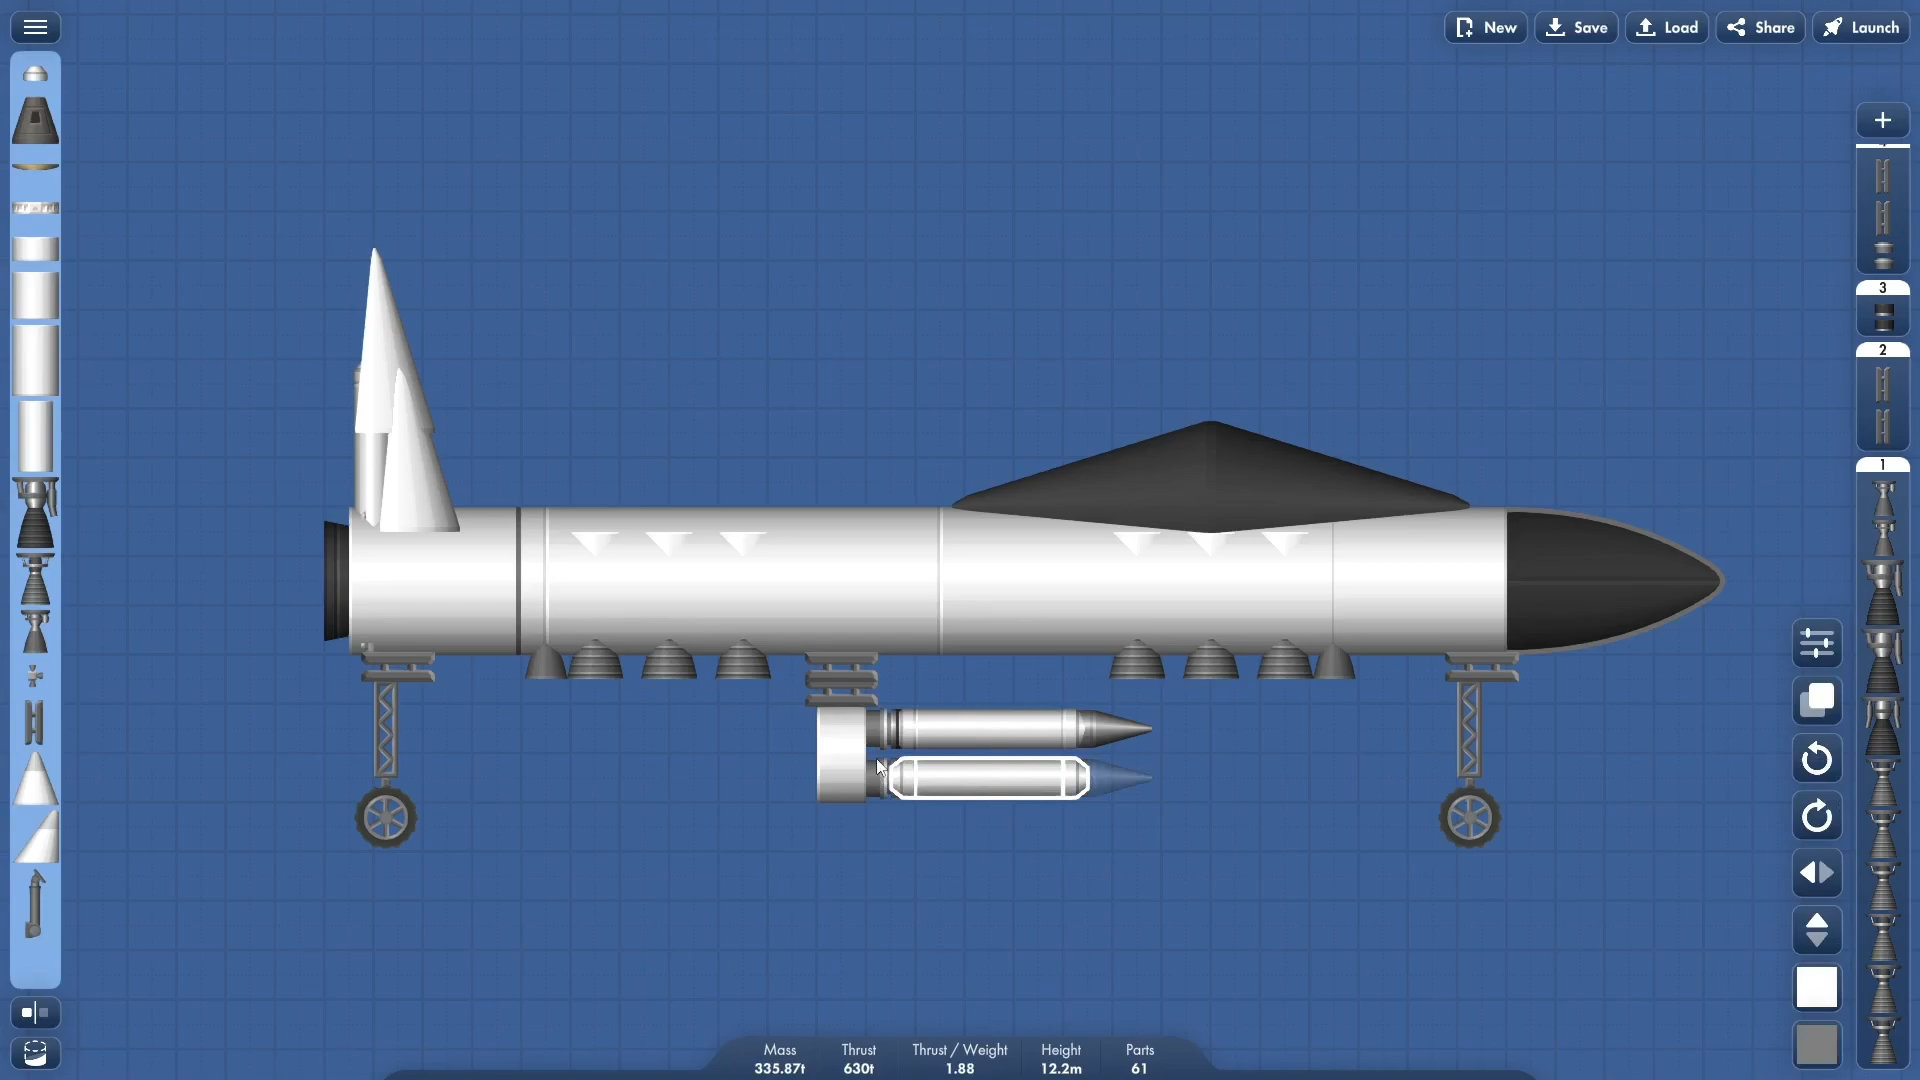 New
Save
Load
Share
Launch
3
2
1
Mass
Thrust
Thrust / Weight
Height
Parts
335.87t
630t
1.88
12.2m
61